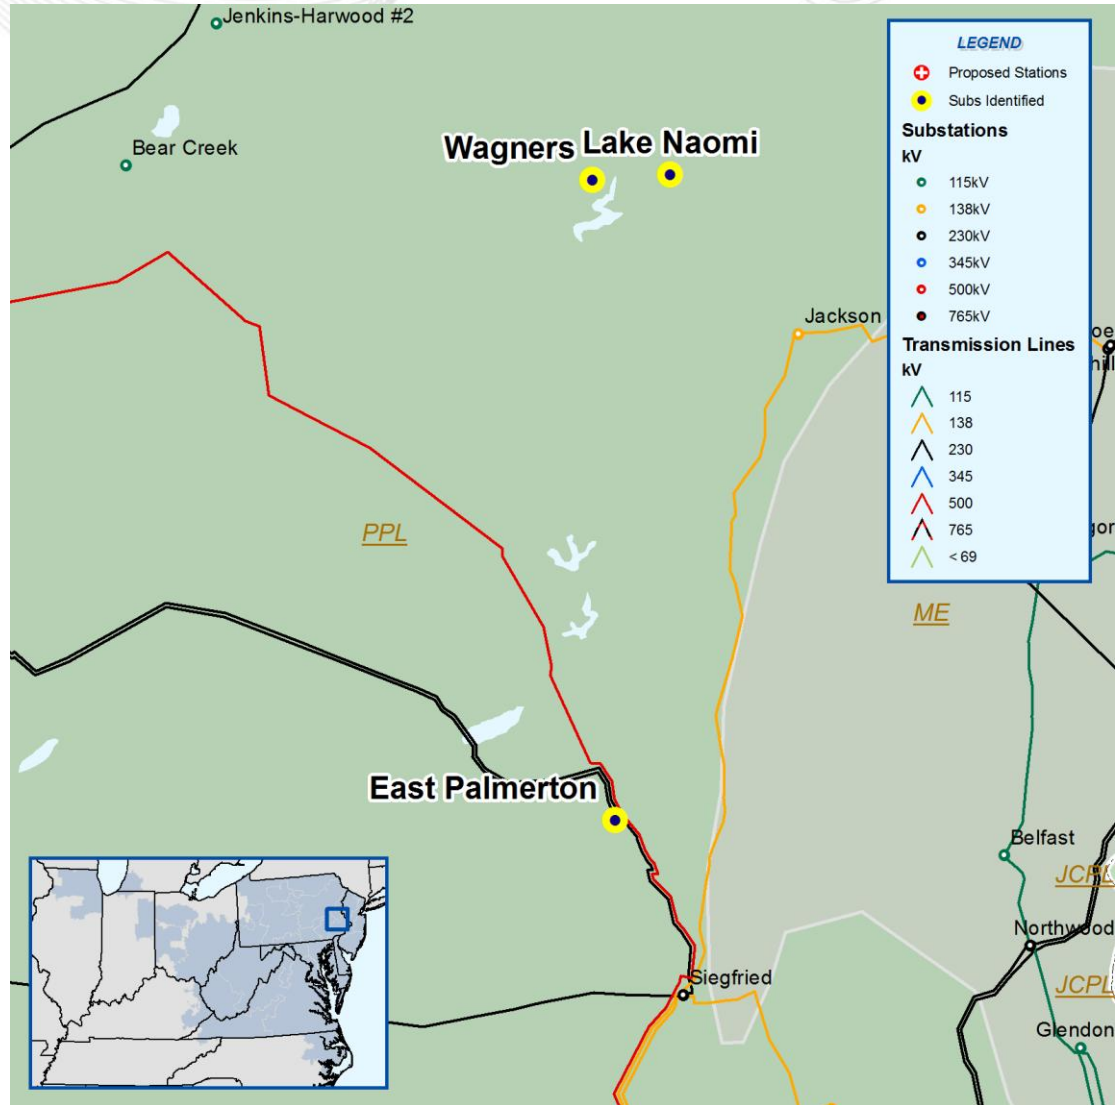 Jenkins-Harwood #2
Bear Creek
Wagners
Lake Naomi
Jackson
PPL
ME
East Palmerton
Belfast
JCPL
Northwood
JCPL
Siegfried
Glendon
LEGEND
Proposed Stations
Subs Identified
Substations
kV
115kV
138kV
230kV
345kV
500kV
765kV
Transmission Lines
kV
115
138
230
345
500
765
< 69